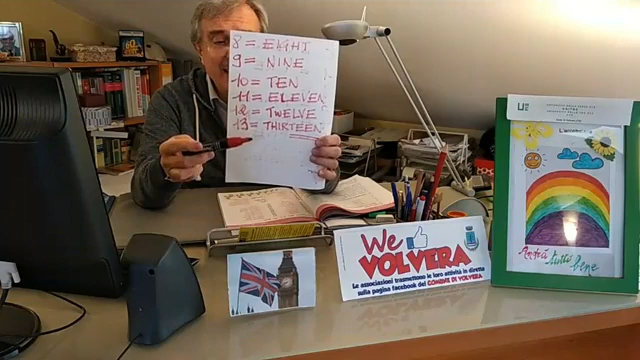 8 = EIGHT
9 = NINE
10 = TEN
11 = ELEVEN
12 = TWELVE
13 = THIRTEEN
We
VOLVERA
Le associazioni trasmettono le loro attività in diretta
sulla pagina facebook del COMUNE DI VOLVERA
Andrà tutto bene